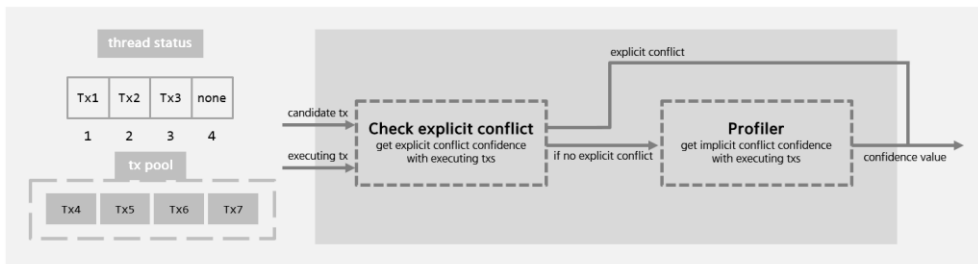 thread status
Tx1 Tx2 Tx3 none
1 2 3 4
tx pool
Tx4 Tx5 Tx6 Tx7
candidate tx
executing tx
Check explicit conflict
get explicit conflict confidence
with executing txs
explicit conflict
if no explicit conflict
Profiler
get implicit conflict confidence
with executing txs
confidence value